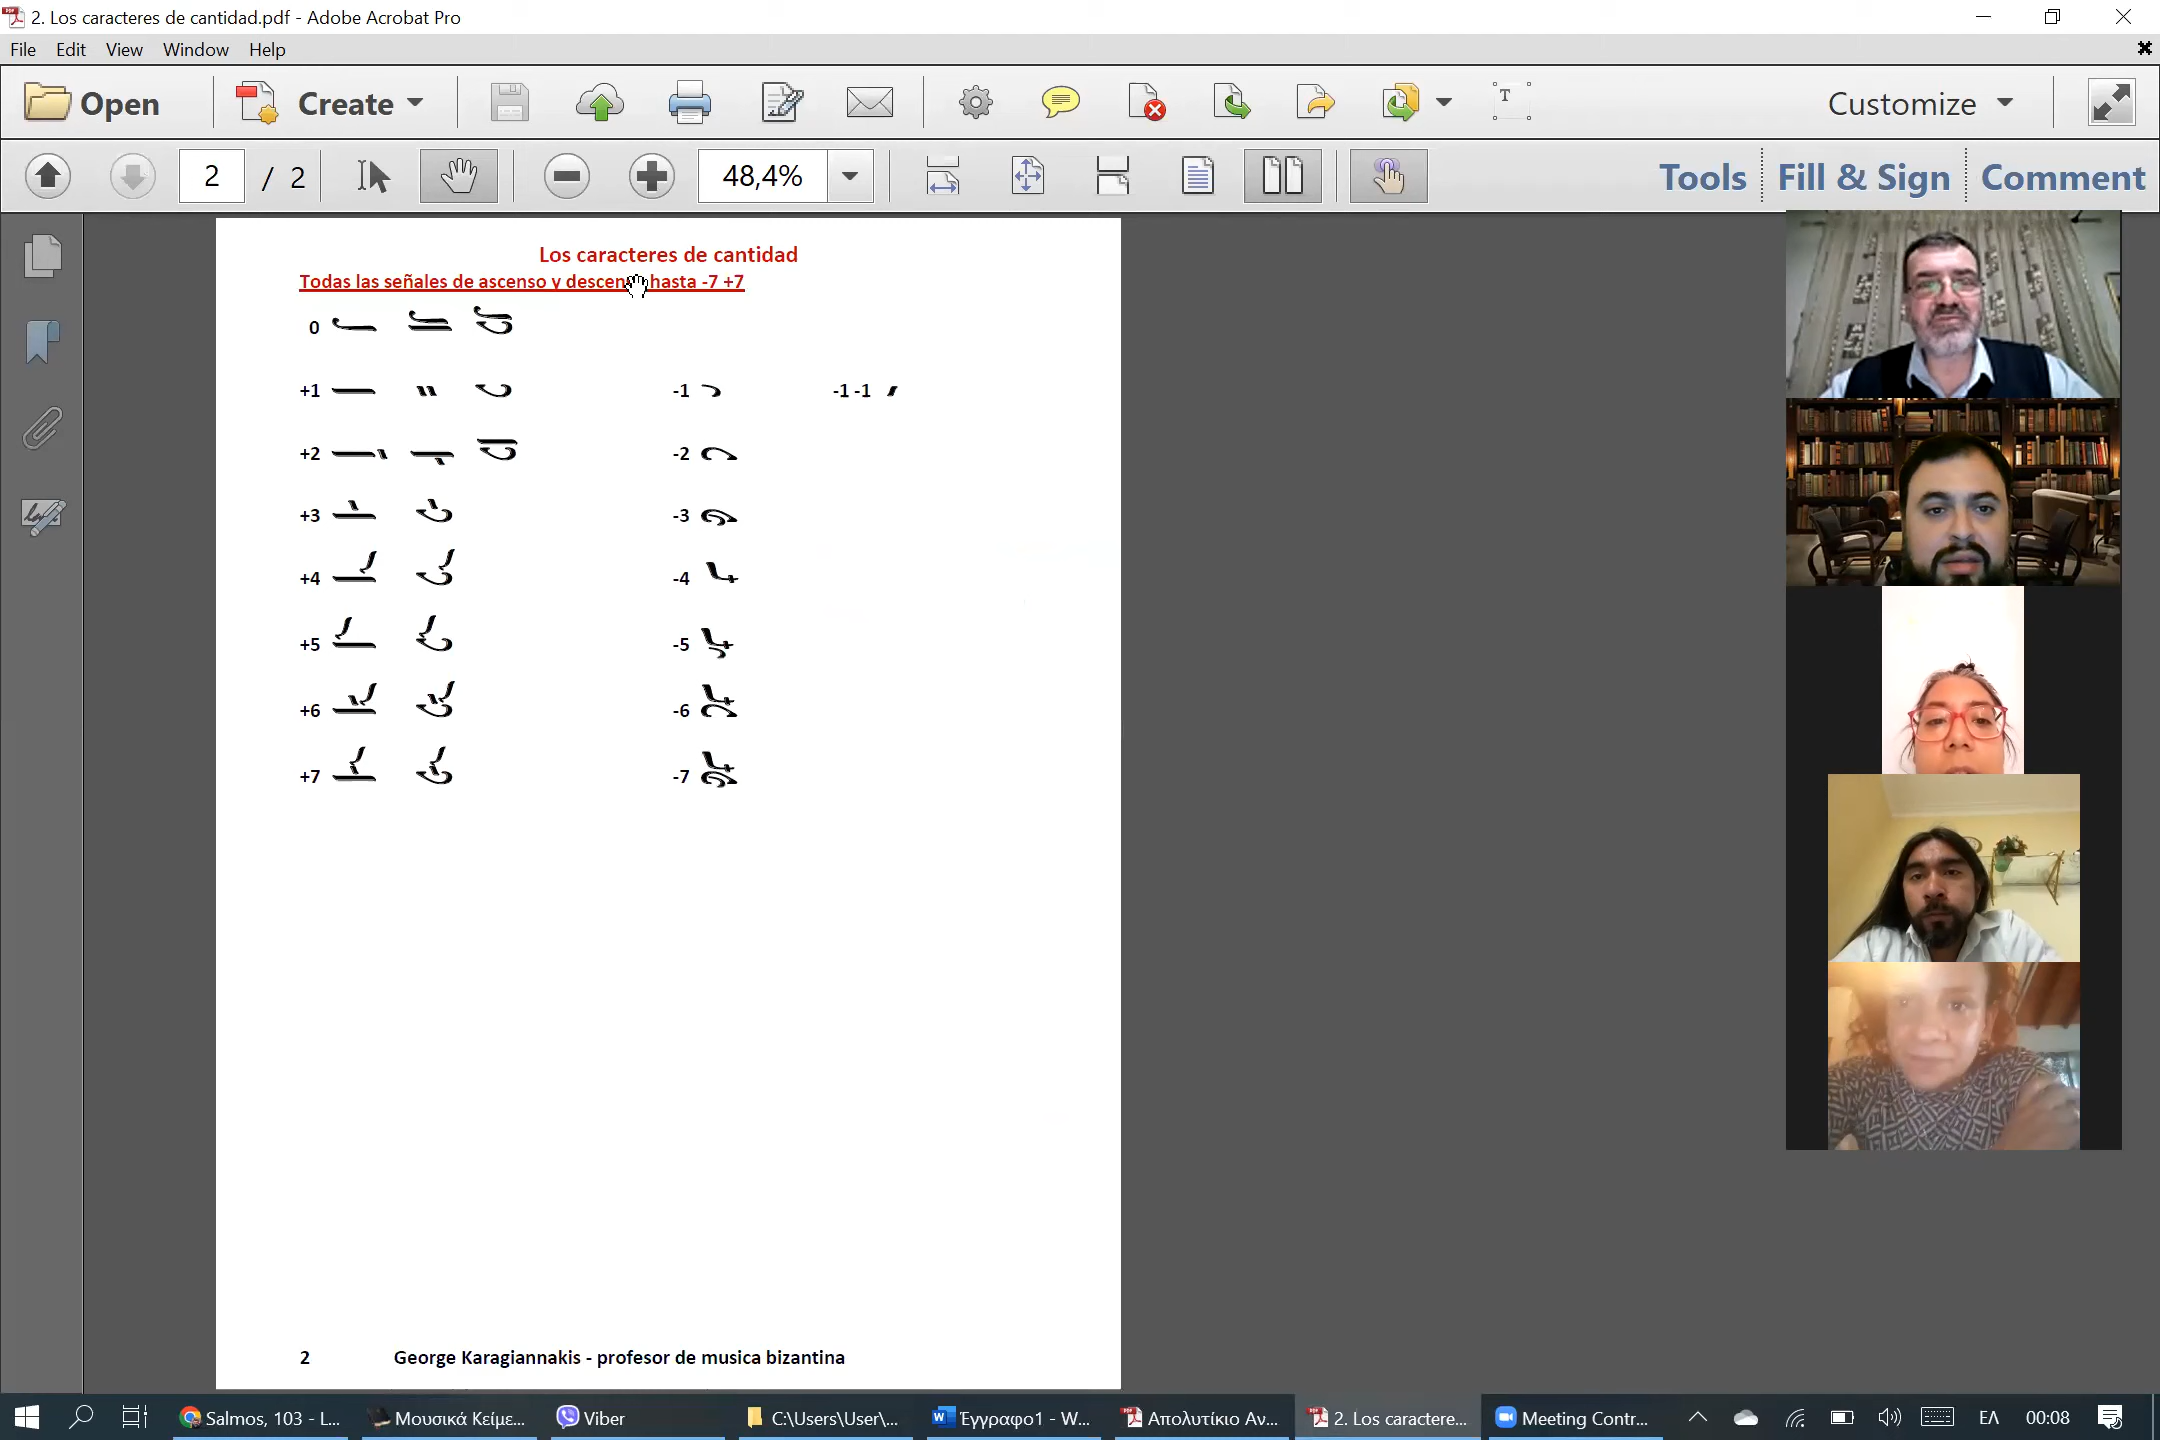 2. Los caracteres de cantidad.pdf - Adobe Acrobat Pro
File Edit View Window Help
Open Create Customize
2 / 2 48,4% Tools Fill & Sign Comment
Los caracteres de cantidad
Todas las señales de ascenso y descenso hasta -7 +7
0
+1 -1 -1 -1
+2 -2
+3 -3
+4 -4
+5 -5
+6 -6
+7 -7
2 George Karagiannakis - profesor de musica bizantina
Salmos, 103 - L... Μουσικά Κείμε... Viber C:\Users\User\... Έγγραφο1 - W... Απολυτίκιο Αν... 2. Los caractere... Meeting Contr... ΕΛ 00:08